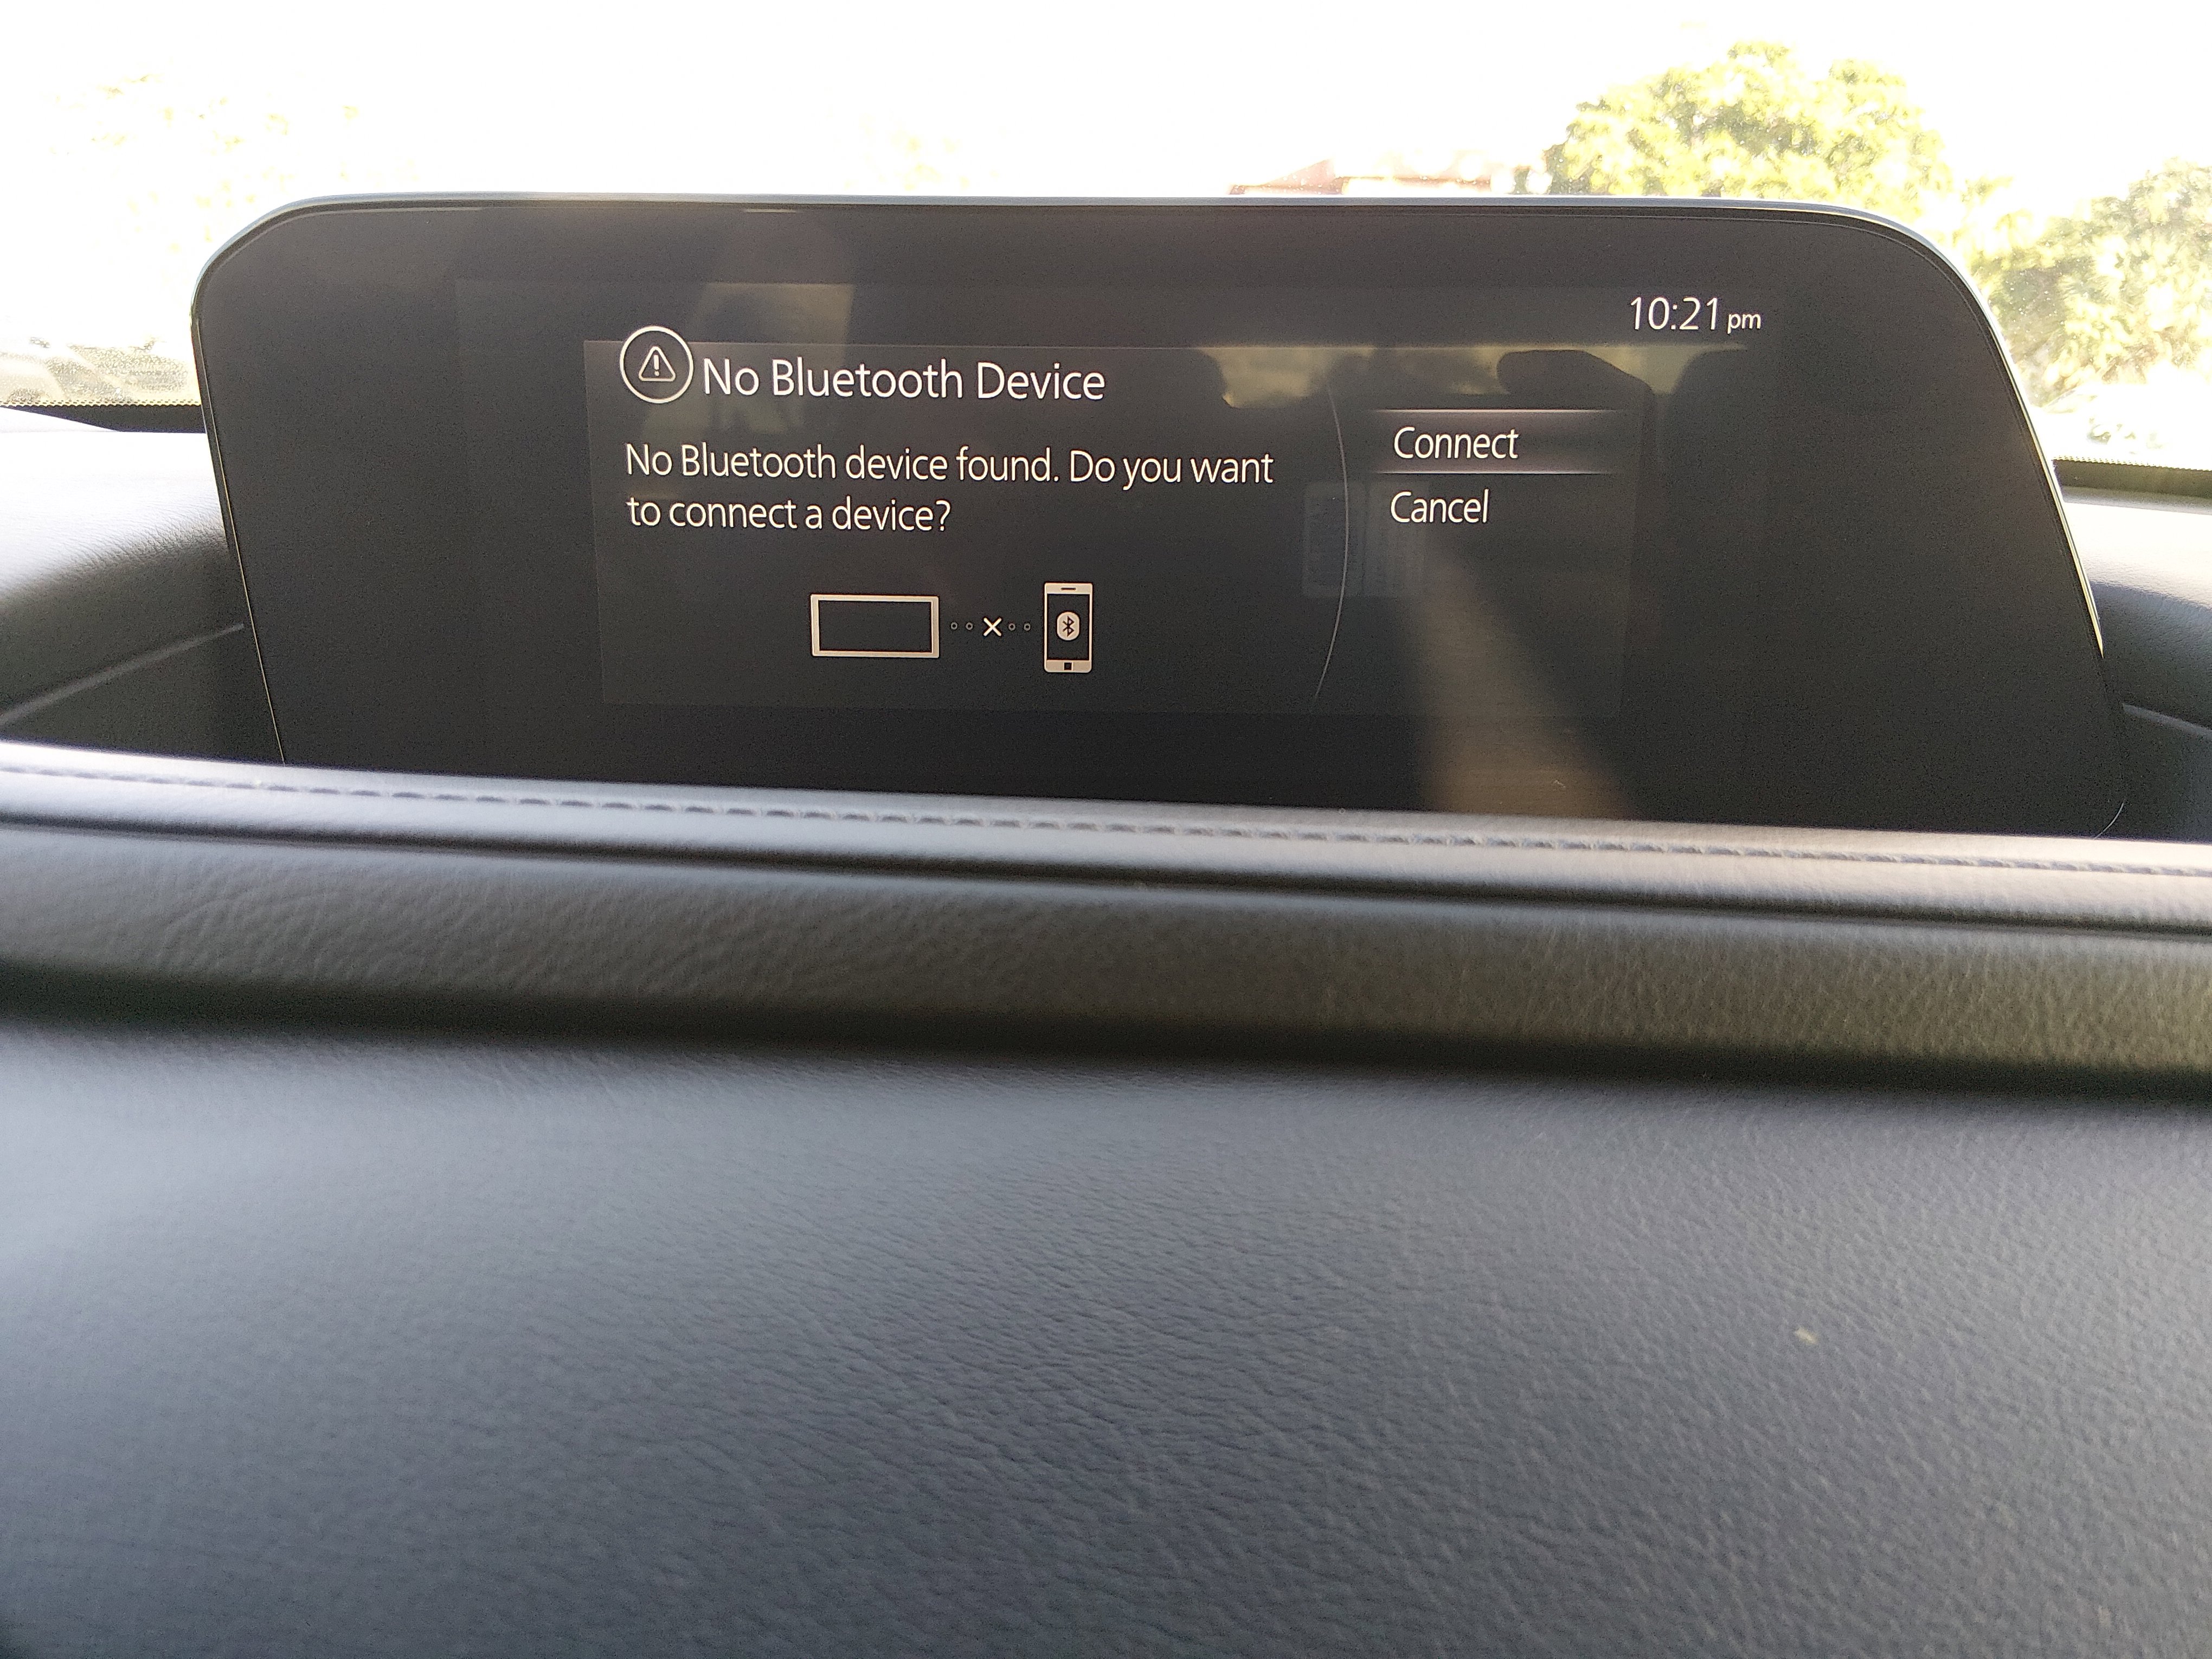 10:21 pm
No Bluetooth Device
No Bluetooth device found. Do you want
to connect a device?
Connect
Cancel